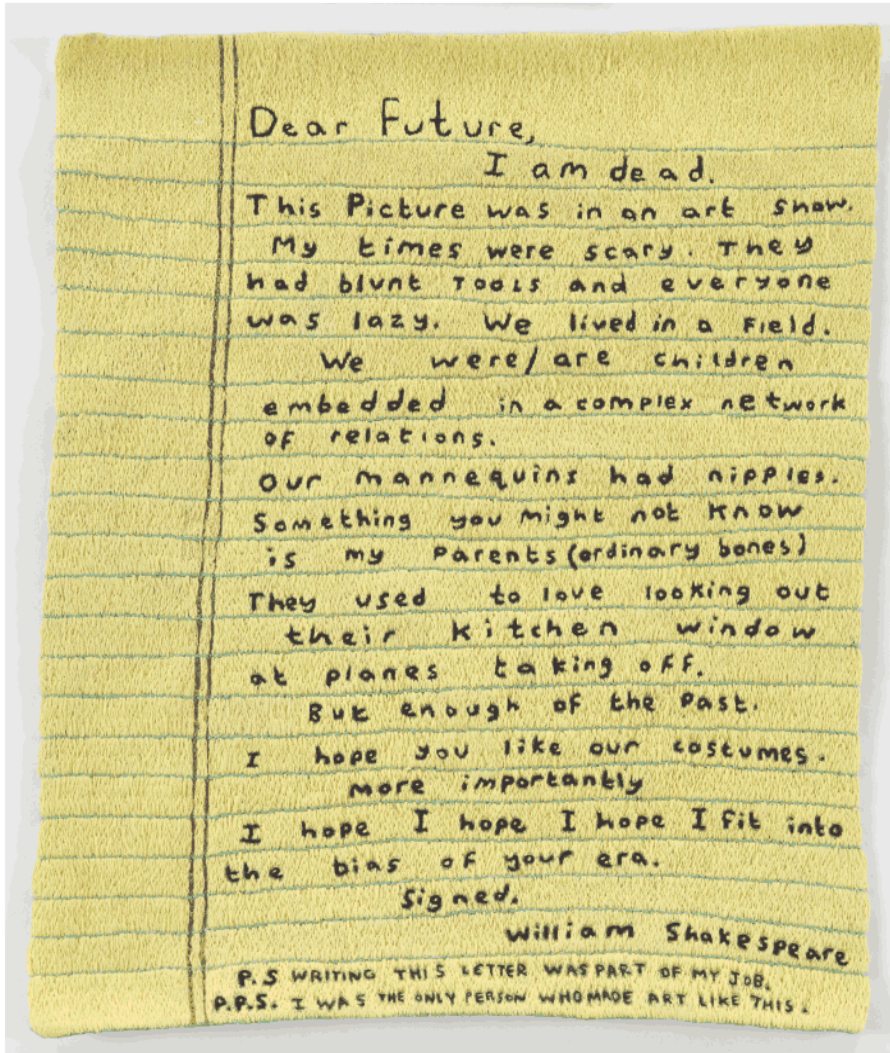 Dear Future,
I am dead.
This Picture was in an art show.
My times were scary. They
had blunt Tools and everyone
was lazy. We lived in a Field.
We were/are children
embedded in a complex network
of relations.
Our mannequins had nipples.
Something you might not know
is my Parents (ordinary bones)
They used to love looking out
their kitchen window
at planes taking off.
But enough of the Past.
I hope you like our costumes.
more importantly
I hope I hope I hope I fit into
the bias of your era.
Signed.
William Shakespeare
P.S WRITING THIS LETTER WAS PART OF MY JOB.
P.P.S. I WAS THE ONLY PERSON WHO MADE ART LIKE THIS.